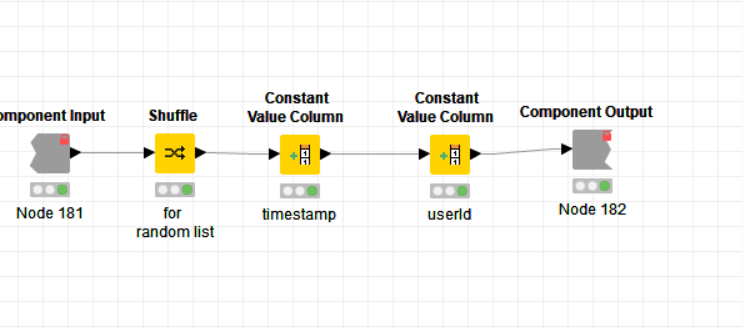 omponent Input
Shuffle
Constant
Value Column
Constant
Value Column
Component Output
Node 181
for
random list
timestamp
userId
Node 182